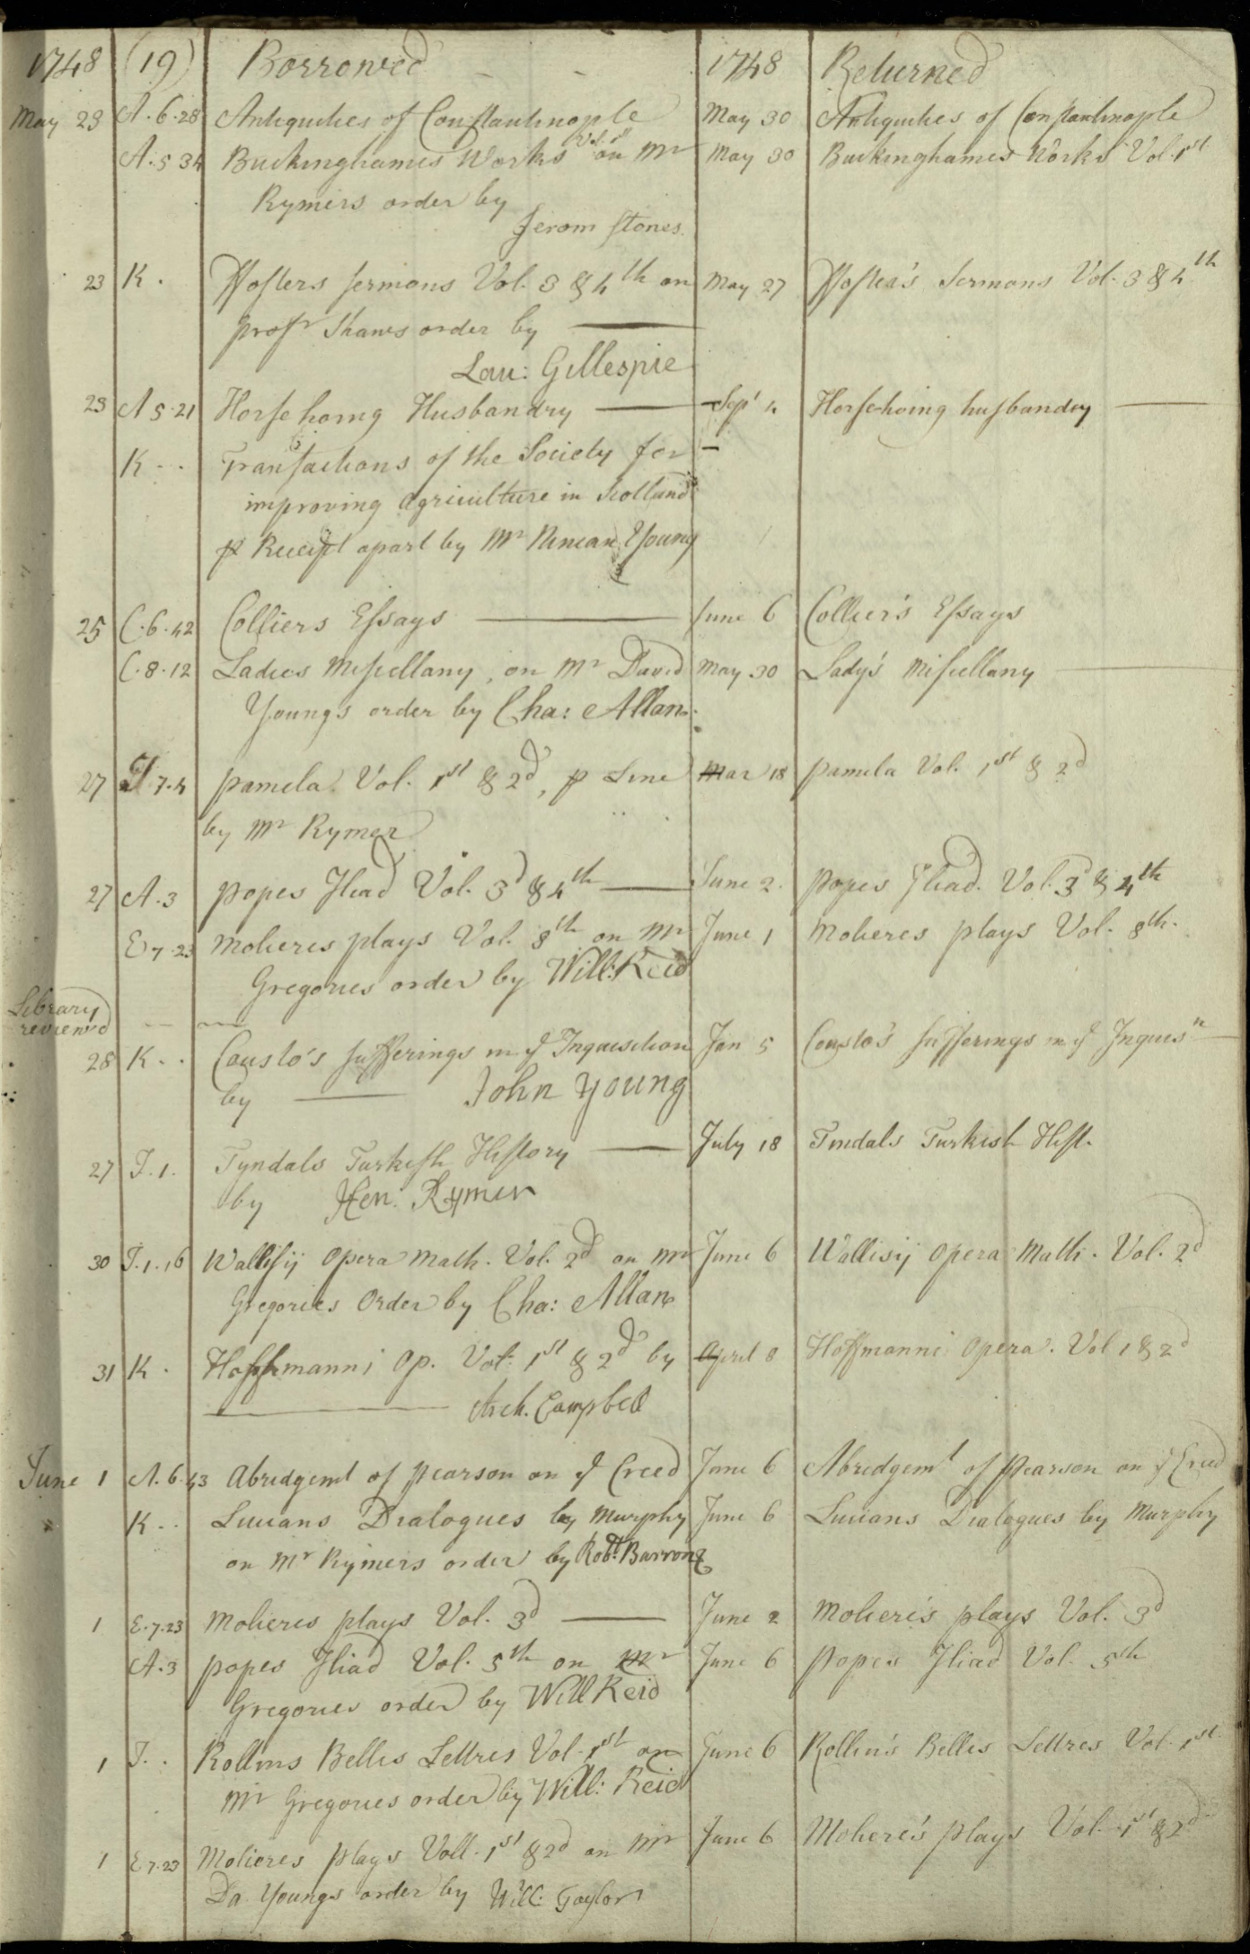 1748 (19) Borrowed - - 1748 Returned
May 23 A.6.28 Antiquities of Constantinople May 30 Antiquities of Constantinople
A.5 34 Buckinghames Works Vol. 1st on Mr May 30 Buckinghames Works Vol. 1st
Rymers order by
Jerom Stones.
23 K. ffosters sermons Vol. 3 & 4th on May 27 ffoster's Sermons Vol. 3 & 4th
profr Shaws order by
Lau: Gillespie
23 A 5.21 Horse hoing Husbandry Sept 4 Horse-hoing husbandry
K.. Transactions of the Society for -
improving agriculture in Scotland
p Receipt apart by Mr Ninian Young
25 C.6.42 Colliers Essays June 6 Collier's Essays
C.8.12 Ladies Miscellany, on Mr David May 30 Lady's Miscellany
Youngs order by Cha: Allan.
27 J 7.4 pamela Vol. 1st & 2d, p Line Mar 18 pamela Vol. 1st & 2d
by Mr Rymer
27 A.3 popes Iliad Vol. 3d & 4th June 2. popes Iliad. Vol. 3d & 4th
E 7 23 molieres plays Vol. 8th on Mr June 1 molieres plays Vol. 8th.
Gregories order by Will: Reid
Library
reviewed
28 K.. Cousto's sufferings in ye Inquisition Jan 5 Cousto's sufferings in ye Inquisn
by John Young
27 J.1. Tyndals Turkish History July 18 Tindals Turkish Hist.
by Hen: Rymer
30 J.1.16 Wallisij Opera Math. Vol. 2d on Mr June 6 Wallisij opera Math. Vol. 2d
Gregories Order by Cha: Allan
31 K. Hoffmanni Op. Vol. 1st & 2d by April 8 Hoffmanni Opera. Vol 1 & 2d
Arch. Campbell
June 1 A.6.43 Abridgemt of pearson on ye Creed June 6 Abridgemt of Pearson on ye Creed
K.. Lucians Dialogues by Murphy June 6 Lucians Dialogues by Murphy
on Mr Rymers order by Robt. Barron
1 E.7.23 Molieres plays Vol. 3d June 2 Moliere's plays Vol. 3d
A.3 popes Iliad Vol. 5th on Mr June 6 Popes Iliad Vol. 5th
Gregories order by Will Reid
1 J.. Rollins Belles Lettres Vol. 1st on June 6 Rollin's Belles Lettres Vol. 1st
Mr Gregories order by Will: Reid
1 E 7.23 Molieres plays Voll. 1st & 2d on Mr June 6 Moliere's plays Vol. 1st & 2d
Da Youngs order by Will: Taylor